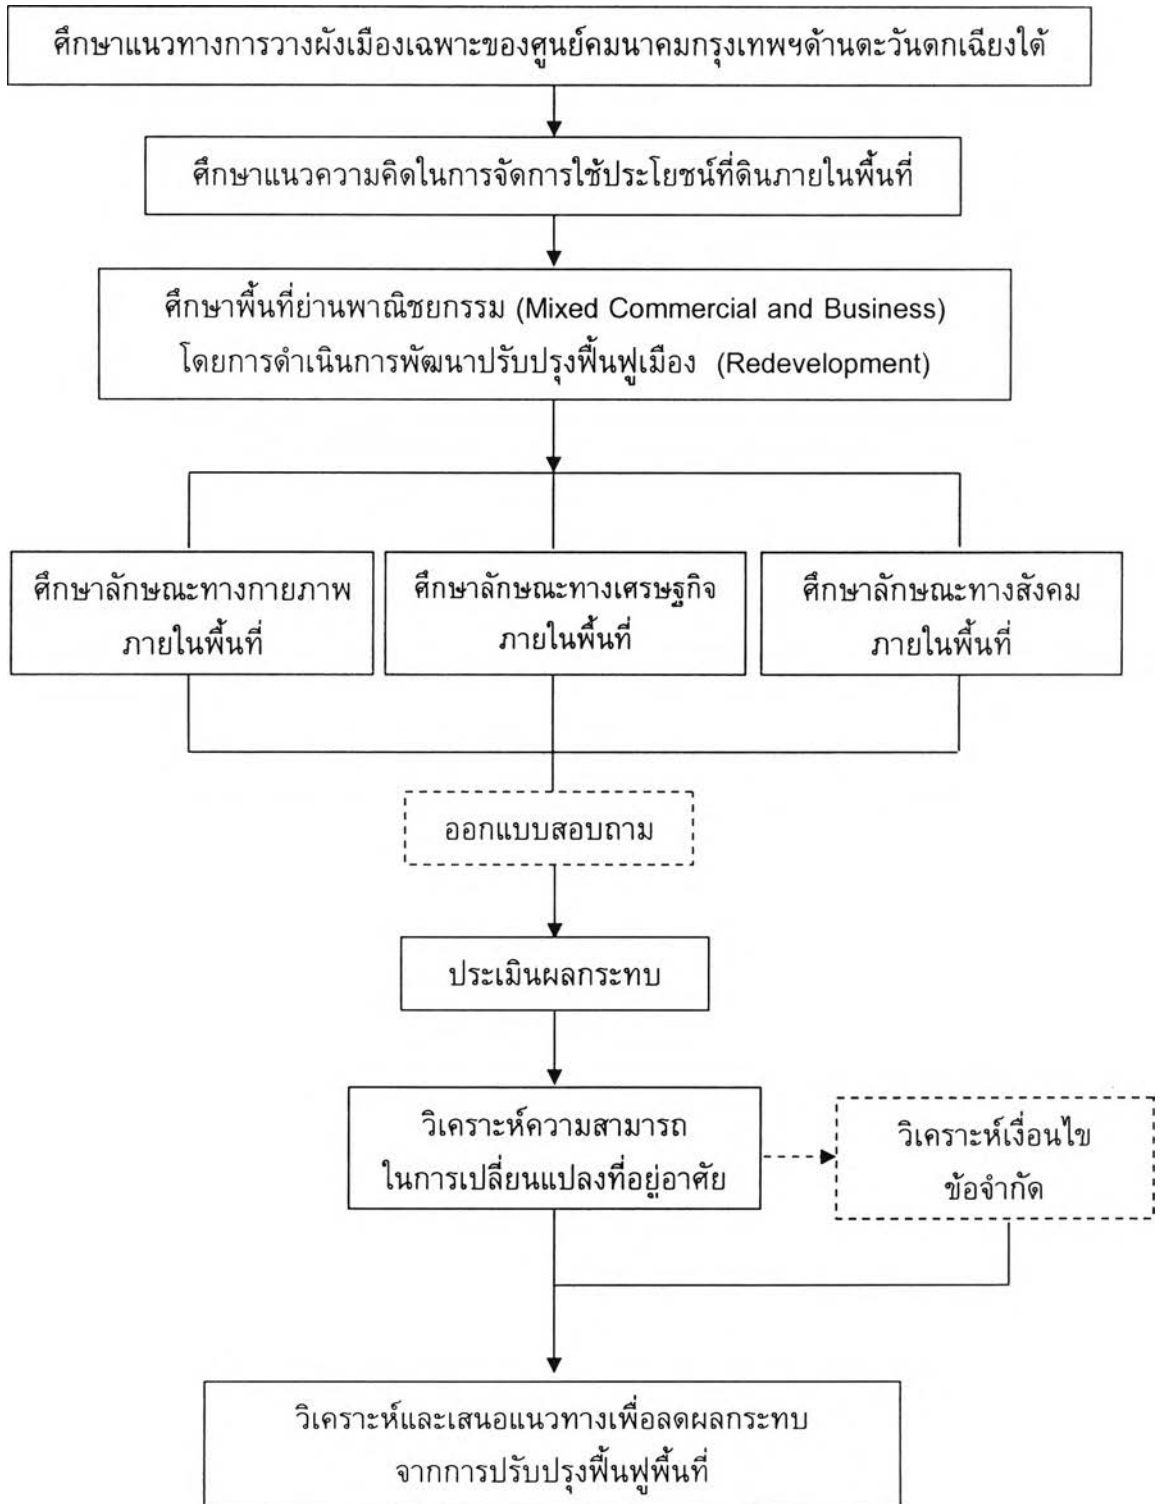 ศึกษาแนวทางการวางผังเมืองเฉพาะของศูนย์คมนาคมกรุงเทพฯด้านตะวันตกเฉียงใต้
ศึกษาแนวความคิดในการจัดการใช้ประโยชน์ที่ดินภายในพื้นที่
ศึกษาพื้นที่ย่านพาณิชยกรรม (Mixed Commercial and Business)
โดยการดำเนินการพัฒนาปรับปรุงฟื้นฟูเมือง (Redevelopment)
ศึกษาลักษณะทางกายภาพ
ภายในพื้นที่
ศึกษาลักษณะทางเศรษฐกิจ
ภายในพื้นที่
ศึกษาลักษณะทางสังคม
ภายในพื้นที่
ออกแบบสอบถาม
ประเมินผลกระทบ
วิเคราะห์ความสามารถ
ในการเปลี่ยนแปลงที่อยู่อาศัย
วิเคราะห์เงื่อนไข
ข้อจำกัด
วิเคราะห์และเสนอแนวทางเพื่อลดผลกระทบ
จากการปรับปรุงฟื้นฟูพื้นที่